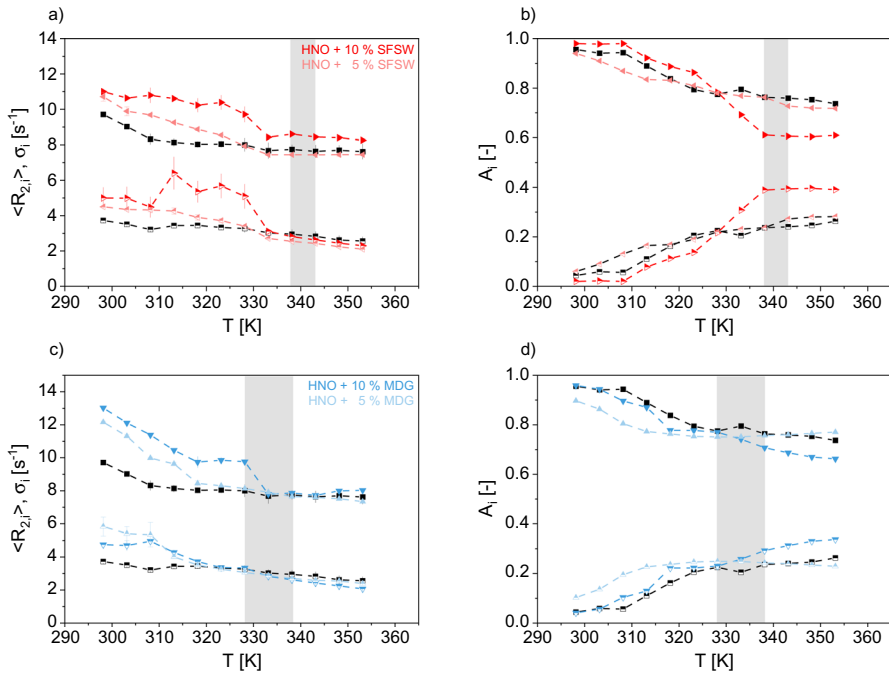 a)
14
12
10
8
6
4
2
0
<R2,i>, σi [s-1]
HNO + 10 % SFSW
HNO + 5 % SFSW
290 300 310 320 330 340 350 360
T [K]
b)
1.0
0.8
0.6
0.4
0.2
0.0
Ai [-]
290 300 310 320 330 340 350 360
T [K]
c)
14
12
10
8
6
4
2
0
<R2,i>, σi [s-1]
HNO + 10 % MDG
HNO + 5 % MDG
290 300 310 320 330 340 350 360
T [K]
d)
1.0
0.8
0.6
0.4
0.2
0.0
Ai [-]
290 300 310 320 330 340 350 360
T [K]